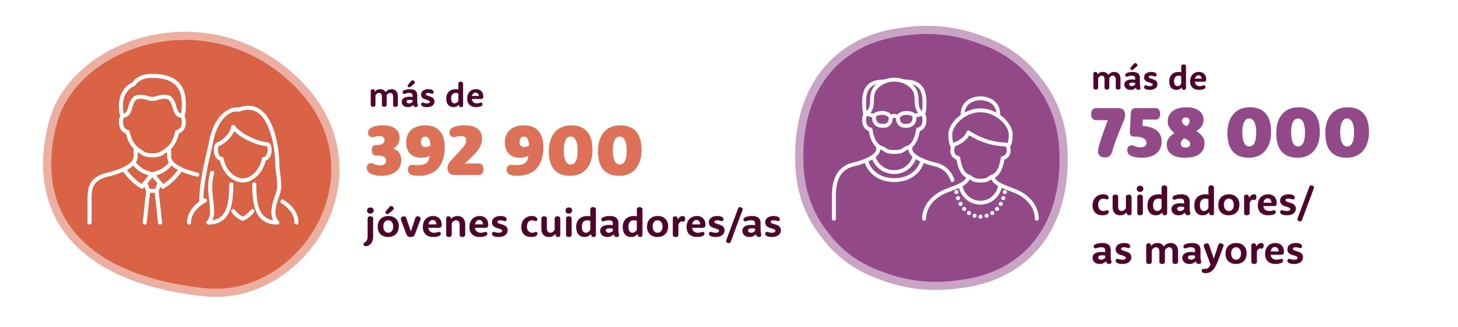 más de
392 900
jóvenes cuidadores/as
más de
758 000
cuidadores/
as mayores